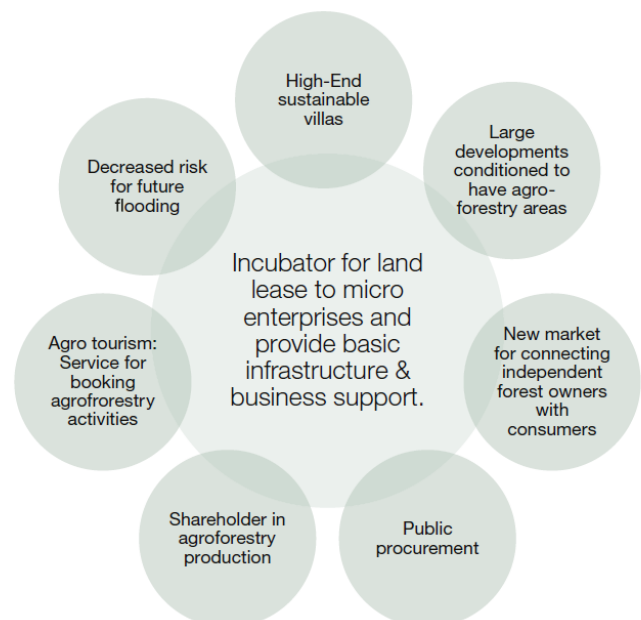 High-End
sustainable
villas
Large
developments
conditioned to
have agro-
forestry areas
Decreased risk
for future
flooding
Incubator for land
lease to micro
enterprises and
provide basic
infrastructure &
business support.
New market
for connecting
independent
forest owners
with
consumers
Agro tourism:
Service for
booking
agrofrorestry
activities
Shareholder in
agroforestry
production
Public
procurement